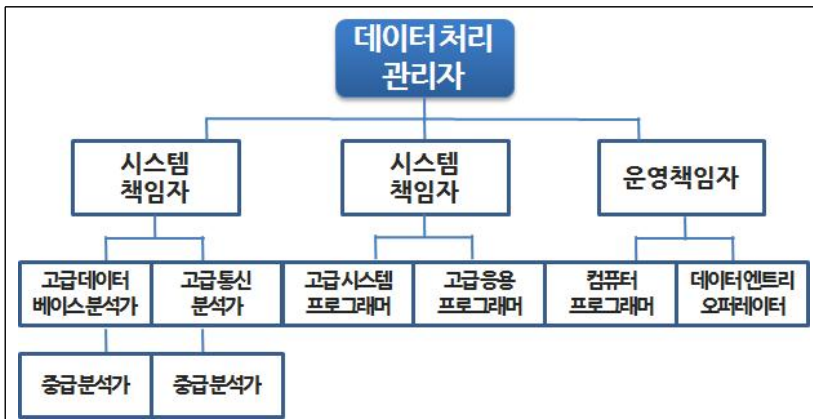 데이터 처리
관리자
시스템
책임자
시스템
책임자
운영책임자
고급 데이터
베이스 분석가
고급 통신
분석가
고급 시스템
프로그래머
고급 응용
프로그래머
컴퓨터
프로그래머
데이터 엔트리
오퍼레이터
중급 분석가
중급 분석가